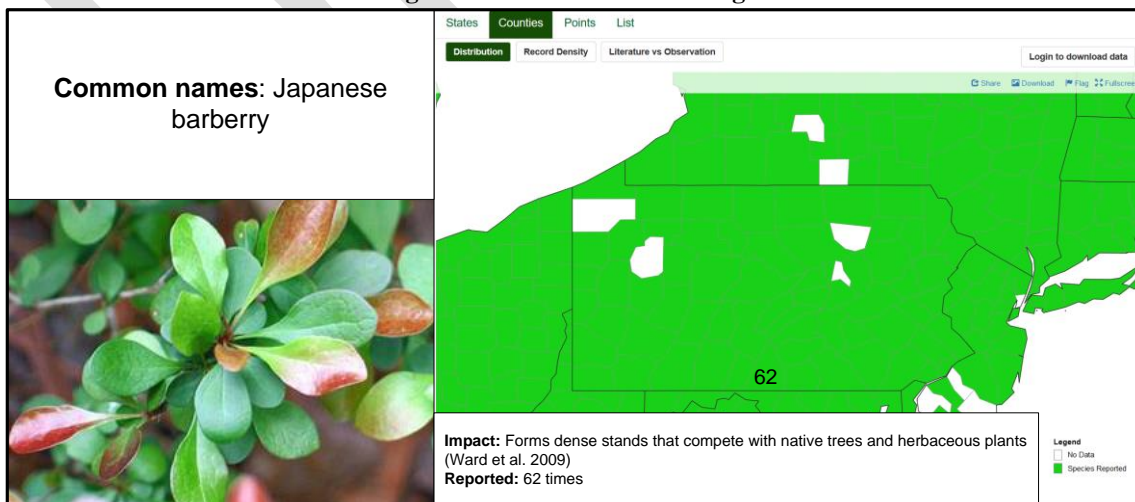 States Counties Points List
Distribution Record Density Literature vs Observation
Login to download data
Share Download Flag Fullscree
Common names: Japanese
barberry
62
Impact: Forms dense stands that compete with native trees and herbaceous plants
(Ward et al. 2009)
Reported: 62 times
Legend
No Data
Species Reported